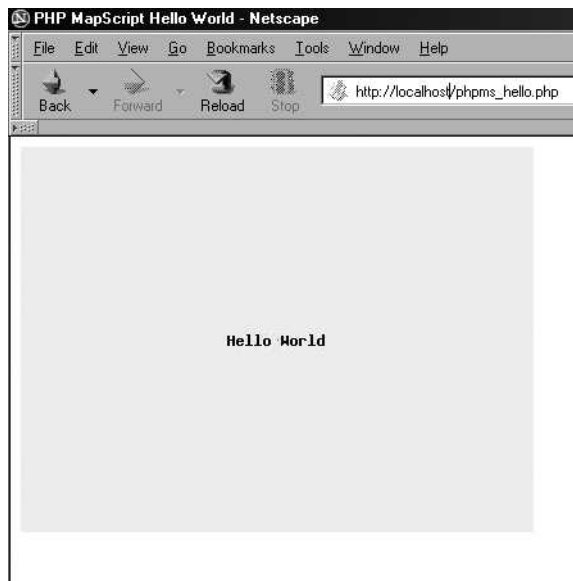 PHP MapScript Hello World - Netscape
File Edit View Go Bookmarks Tools Window Help
Back Forward Reload Stop http://localhost/phpms_hello.php
Hello World